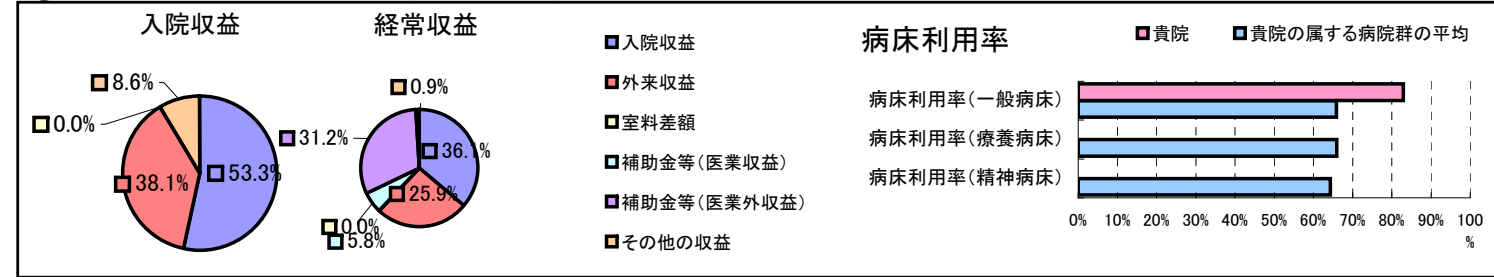 入院収益
8.6%
0.0%
38.1%
53.3%
経常収益
0.9%
31.2%
36.1%
25.9%
0.0%
5.8%
入院収益
外来収益
室料差額
補助金等(医業収益)
補助金等(医業外収益)
その他の収益
病床利用率
貴院
貴院の属する病院群の平均
病床利用率(一般病床)
病床利用率(療養病床)
病床利用率(精神病床)
0% 10% 20% 30% 40% 50% 60% 70% 80% 90% 100
%